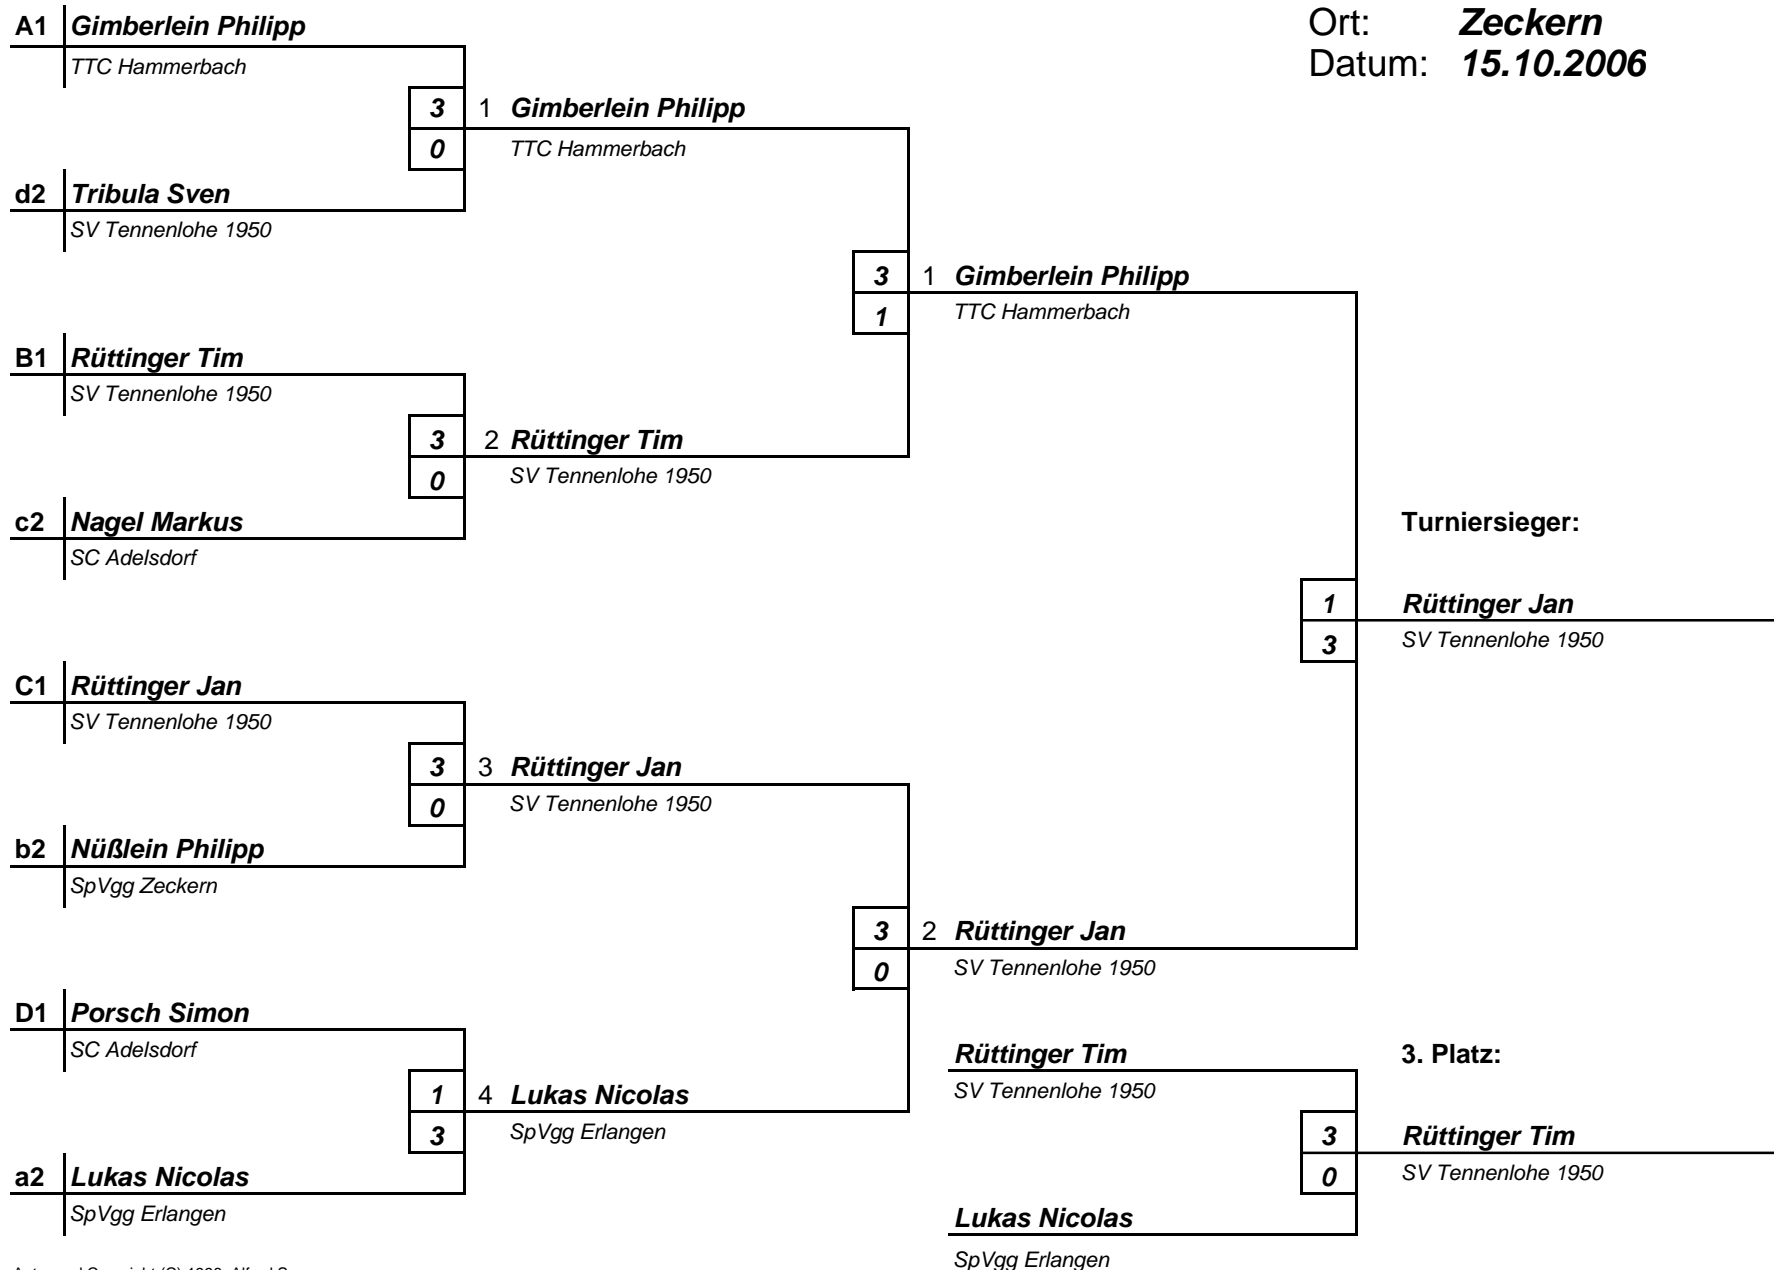 A1 Gimberlein Philipp
TTC Hammerbach
Ort: Zeckern
Datum: 15.10.2006
3 1 Gimberlein Philipp
0 TTC Hammerbach
d2 Tribula Sven
SV Tennenlohe 1950
3 1 Gimberlein Philipp
1 TTC Hammerbach
B1 Rüttinger Tim
SV Tennenlohe 1950
3 2 Rüttinger Tim
0 SV Tennenlohe 1950
c2 Nagel Markus
SC Adelsdorf
Turniersieger:
1 Rüttinger Jan
3 SV Tennenlohe 1950
C1 Rüttinger Jan
SV Tennenlohe 1950
3 3 Rüttinger Jan
0 SV Tennenlohe 1950
b2 Nüßlein Philipp
SpVgg Zeckern
3 2 Rüttinger Jan
0 SV Tennenlohe 1950
D1 Porsch Simon
SC Adelsdorf
Rüttinger Tim
SV Tennenlohe 1950
3. Platz:
1 4 Lukas Nicolas
3 SpVgg Erlangen
3 Rüttinger Tim
0 SV Tennenlohe 1950
a2 Lukas Nicolas
SpVgg Erlangen
Lukas Nicolas
SpVgg Erlangen